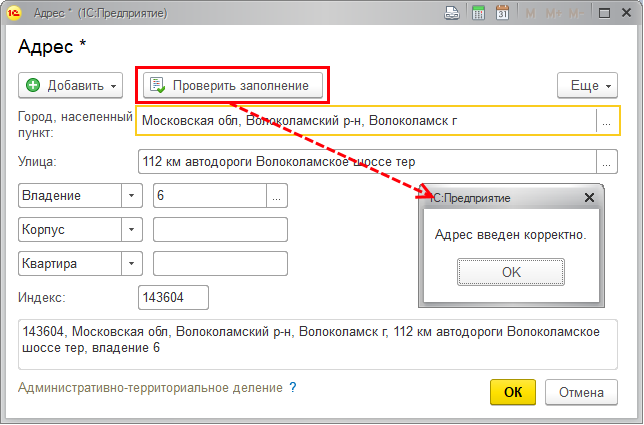 Адрес * (1С:Предприятие)
31 M M+ M-
Адрес *
Добавить Проверить заполнение Еще
Город, населенный пункт: Московская обл, Волоколамский р-н, Волоколамск г ...
Улица: 112 км автодороги Волоколамское шоссе тер ...
Владение 6 ...
1С:Предприятие
Корпус
Адрес введен корректно.
Квартира
OK
Индекс: 143604
143604, Московская обл, Волоколамский р-н, Волоколамск г, 112 км автодороги Волоколамское
шоссе тер, владение 6
Административно-территориальное деление ?
ОК Отмена